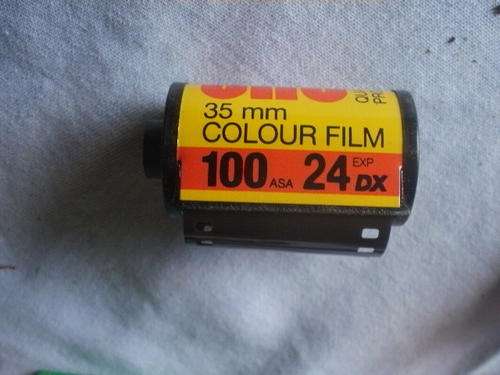 35 mm
COLOUR FILM
100 ASA 24 EXP DX